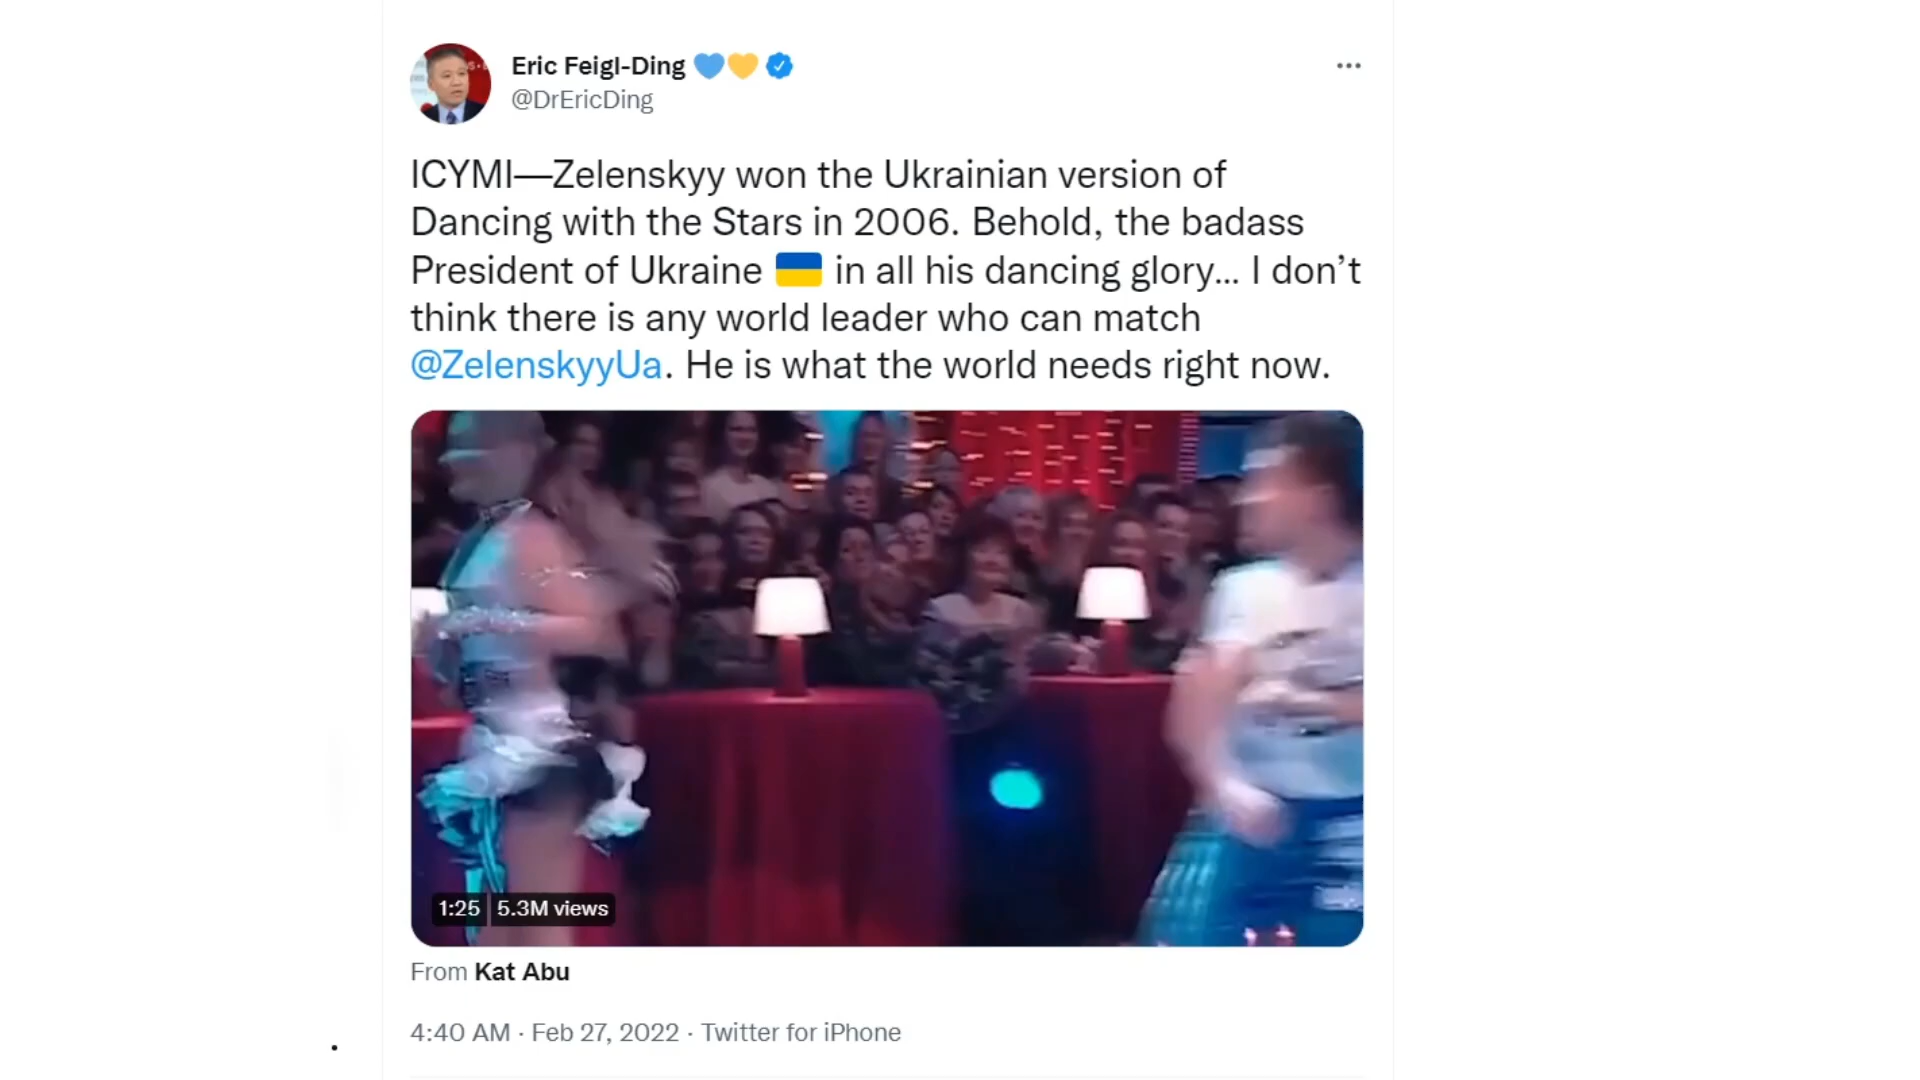 Eric Feigl-Ding 💙💛
@DrEricDing
ICYMI—Zelenskyy won the Ukrainian version of
Dancing with the Stars in 2006. Behold, the badass
President of Ukraine 🇺🇦 in all his dancing glory... I don’t
think there is any world leader who can match
@ZelenskyyUa. He is what the world needs right now.
1:25 5.3M views
From Kat Abu
4:40 AM · Feb 27, 2022 · Twitter for iPhone